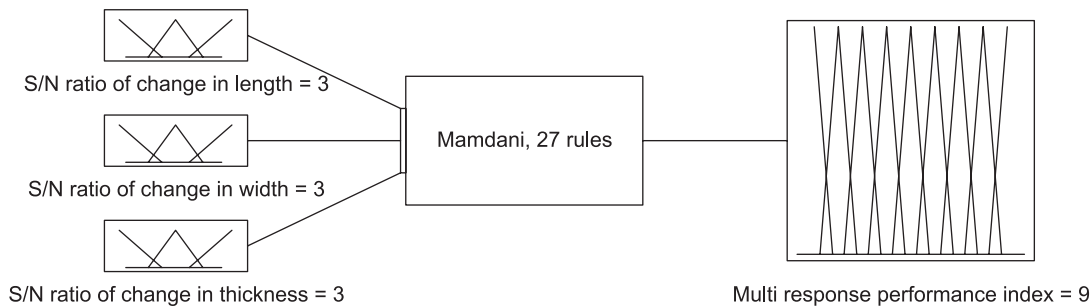 S/N ratio of change in length = 3
Mamdani, 27 rules
S/N ratio of change in width = 3
S/N ratio of change in thickness = 3
Multi response performance index = 9